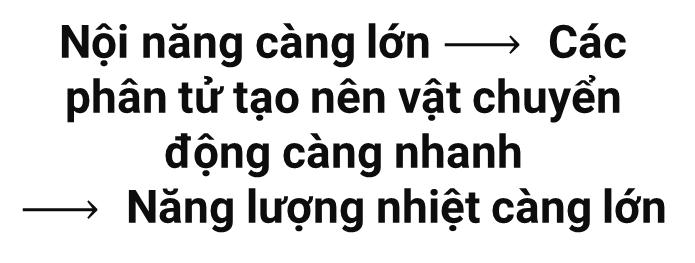 Nội năng càng lớn ⟶ Các
phân tử tạo nên vật chuyển
động càng nhanh
⟶ Năng lượng nhiệt càng lớn